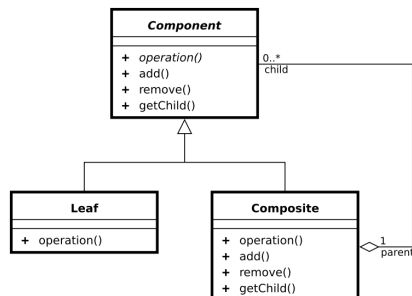 Component
+ operation()
+ add()
+ remove()
+ getChild()
0..*
child
Leaf
+ operation()
Composite
+ operation()
+ add()
+ remove()
+ getChild()
1
parent